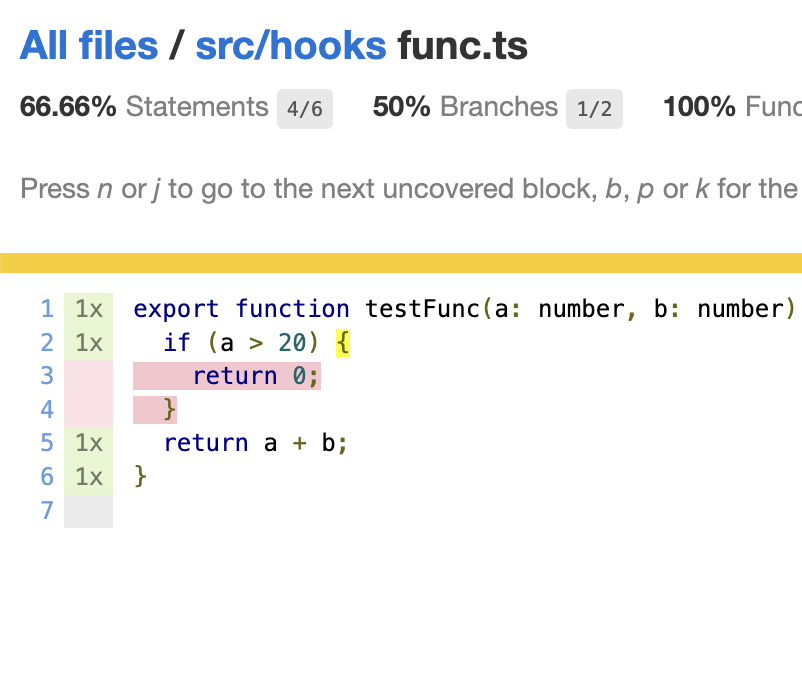 All files / src/hooks func.ts
66.66% Statements 4/6 50% Branches 1/2 100% Func
Press n or j to go to the next uncovered block, b, p or k for the
1 1x export function testFunc(a: number, b: number)
2 1x if (a > 20) {
3 return 0;
4 }
5 1x return a + b;
6 1x }
7